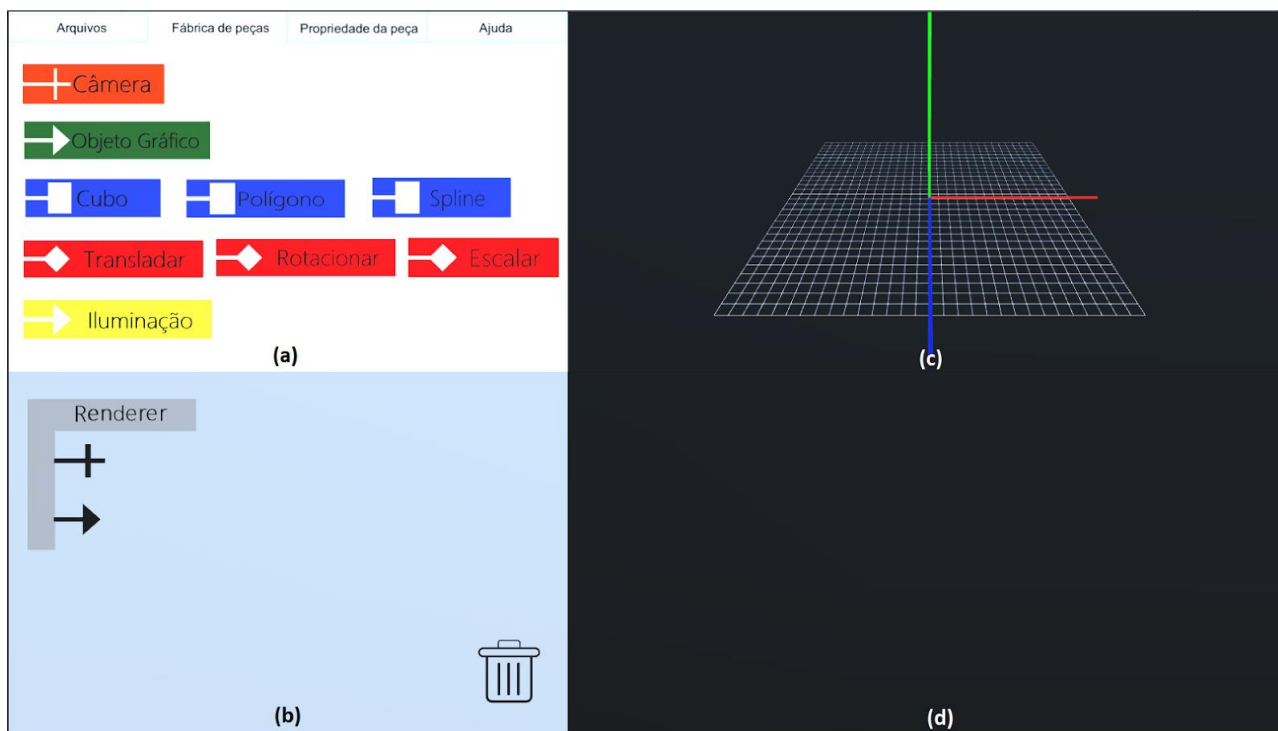 Arquivos Fábrica de peças Propriedade da peça Ajuda
Câmera
Objeto Gráfico
Cubo Polígono Spline
Transladar Rotacionar Escalar
Iluminação
(a)
Renderer
(b)
(c)
(d)